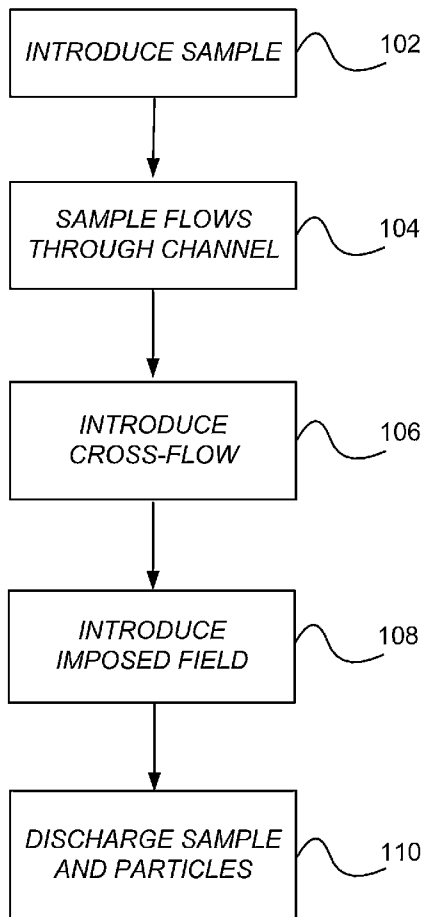 INTRODUCE SAMPLE
102
SAMPLE FLOWS
THROUGH CHANNEL
104
INTRODUCE
CROSS-FLOW
106
INTRODUCE
IMPOSED FIELD
108
DISCHARGE SAMPLE
AND PARTICLES
110